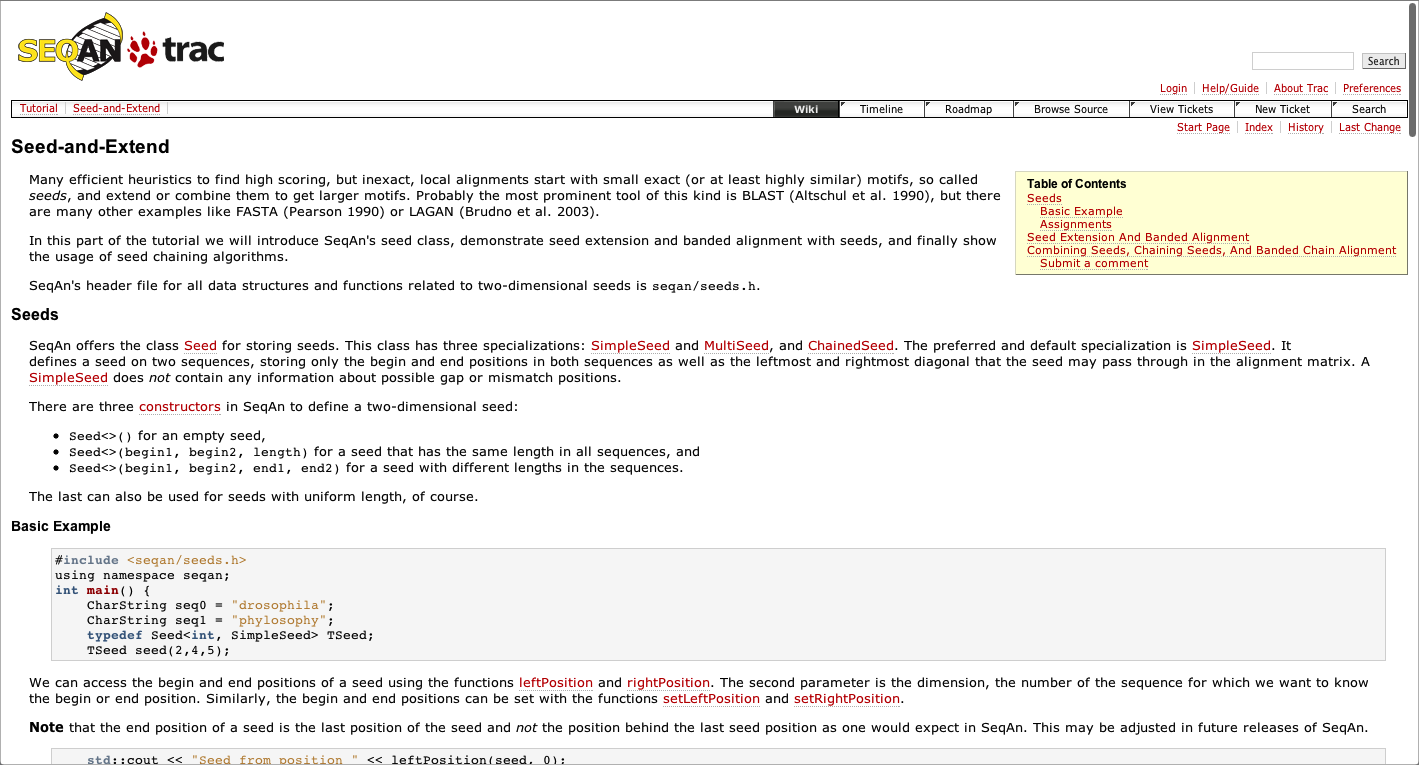 SEQAN trac
Search
Login Help/Guide About Trac Preferences
Tutorial Seed-and-Extend Wiki Timeline Roadmap Browse Source View Tickets New Ticket Search
Start Page Index History Last Change
Seed-and-Extend
Many efficient heuristics to find high scoring, but inexact, local alignments start with small exact (or at least highly similar) motifs, so called
seeds, and extend or combine them to get larger motifs. Probably the most prominent tool of this kind is BLAST (Altschul et al. 1990), but there
are many other examples like FASTA (Pearson 1990) or LAGAN (Brudno et al. 2003).
In this part of the tutorial we will introduce SeqAn's seed class, demonstrate seed extension and banded alignment with seeds, and finally show
the usage of seed chaining algorithms.
SeqAn's header file for all data structures and functions related to two-dimensional seeds is seqan/seeds.h.
Table of Contents
Seeds
Basic Example
Assignments
Seed Extension And Banded Alignment
Combining Seeds, Chaining Seeds, And Banded Chain Alignment
Submit a comment
Seeds
SeqAn offers the class Seed for storing seeds. This class has three specializations: SimpleSeed and MultiSeed, and ChainedSeed. The preferred and default specialization is SimpleSeed. It
defines a seed on two sequences, storing only the begin and end positions in both sequences as well as the leftmost and rightmost diagonal that the seed may pass through in the alignment matrix. A
SimpleSeed does not contain any information about possible gap or mismatch positions.
There are three constructors in SeqAn to define a two-dimensional seed:
• Seed<>() for an empty seed,
• Seed<>(begin1, begin2, length) for a seed that has the same length in all sequences, and
• Seed<>(begin1, begin2, end1, end2) for a seed with different lengths in the sequences.
The last can also be used for seeds with uniform length, of course.
Basic Example
#include <seqan/seeds.h>
using namespace seqan;
int main() {
    CharString seq0 = "drosophila";
    CharString seq1 = "phylosophy";
    typedef Seed<int, SimpleSeed> TSeed;
    TSeed seed(2,4,5);
We can access the begin and end positions of a seed using the functions leftPosition and rightPosition. The second parameter is the dimension, the number of the sequence for which we want to know
the begin or end position. Similarly, the begin and end positions can be set with the functions setLeftPosition and setRightPosition.
Note that the end position of a seed is the last position of the seed and not the position behind the last seed position as one would expect in SeqAn. This may be adjusted in future releases of SeqAn.
    std::cout << "Seed from position " << leftPosition(seed, 0);